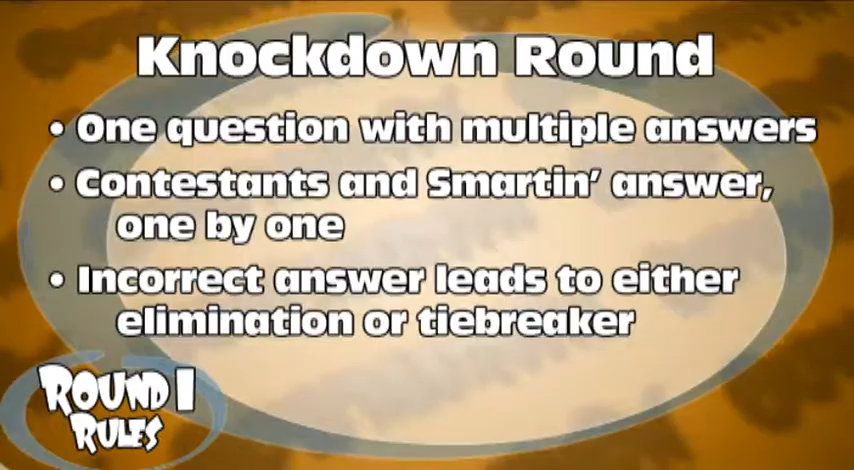 Knockdown Round
• One question with multiple answers
• Contestants and Smartin' answer,
one by one
• Incorrect answer leads to either
elimination or tiebreaker
ROUND 1
RULES